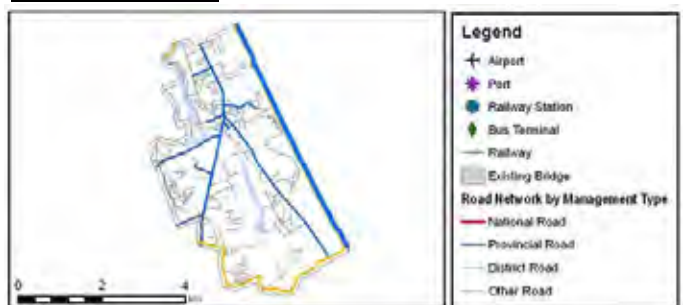 Legend
Airport
Port
Railway Station
Bus Terminal
Railway
Existing Bridge
Road Network by Management Type
National Road
Provincial Road
District Road
Other Road
0 2 4